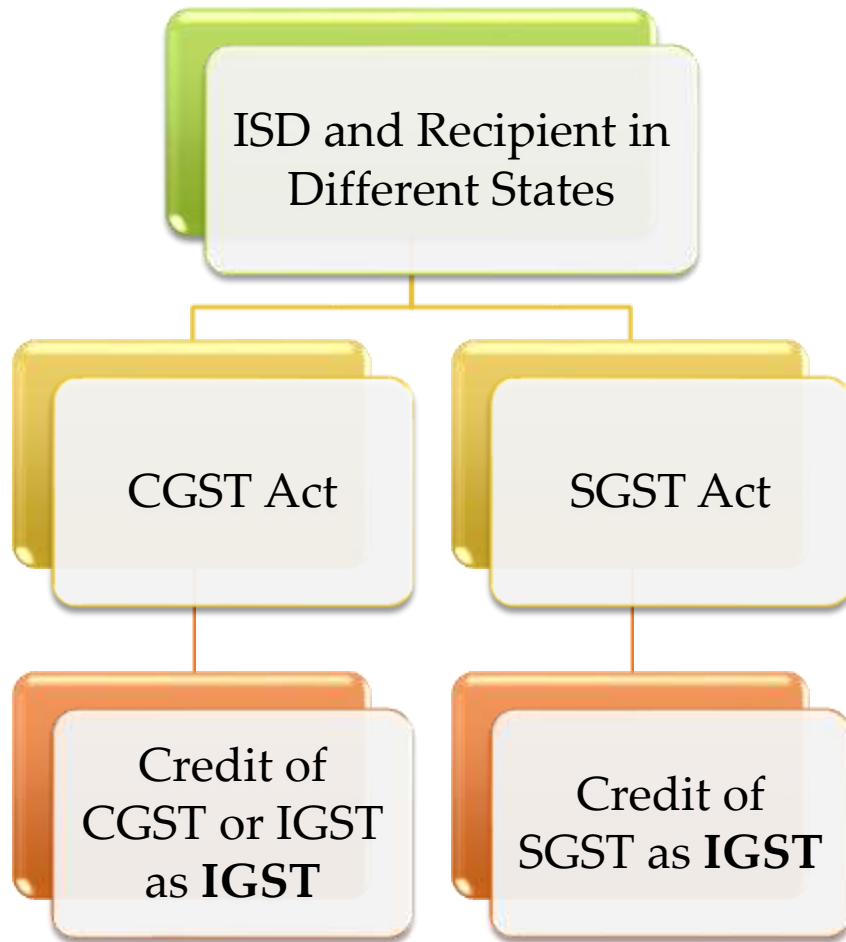 ISD and Recipient in
Different States
CGST Act
SGST Act
Credit of
CGST or IGST
as IGST
Credit of
SGST as IGST